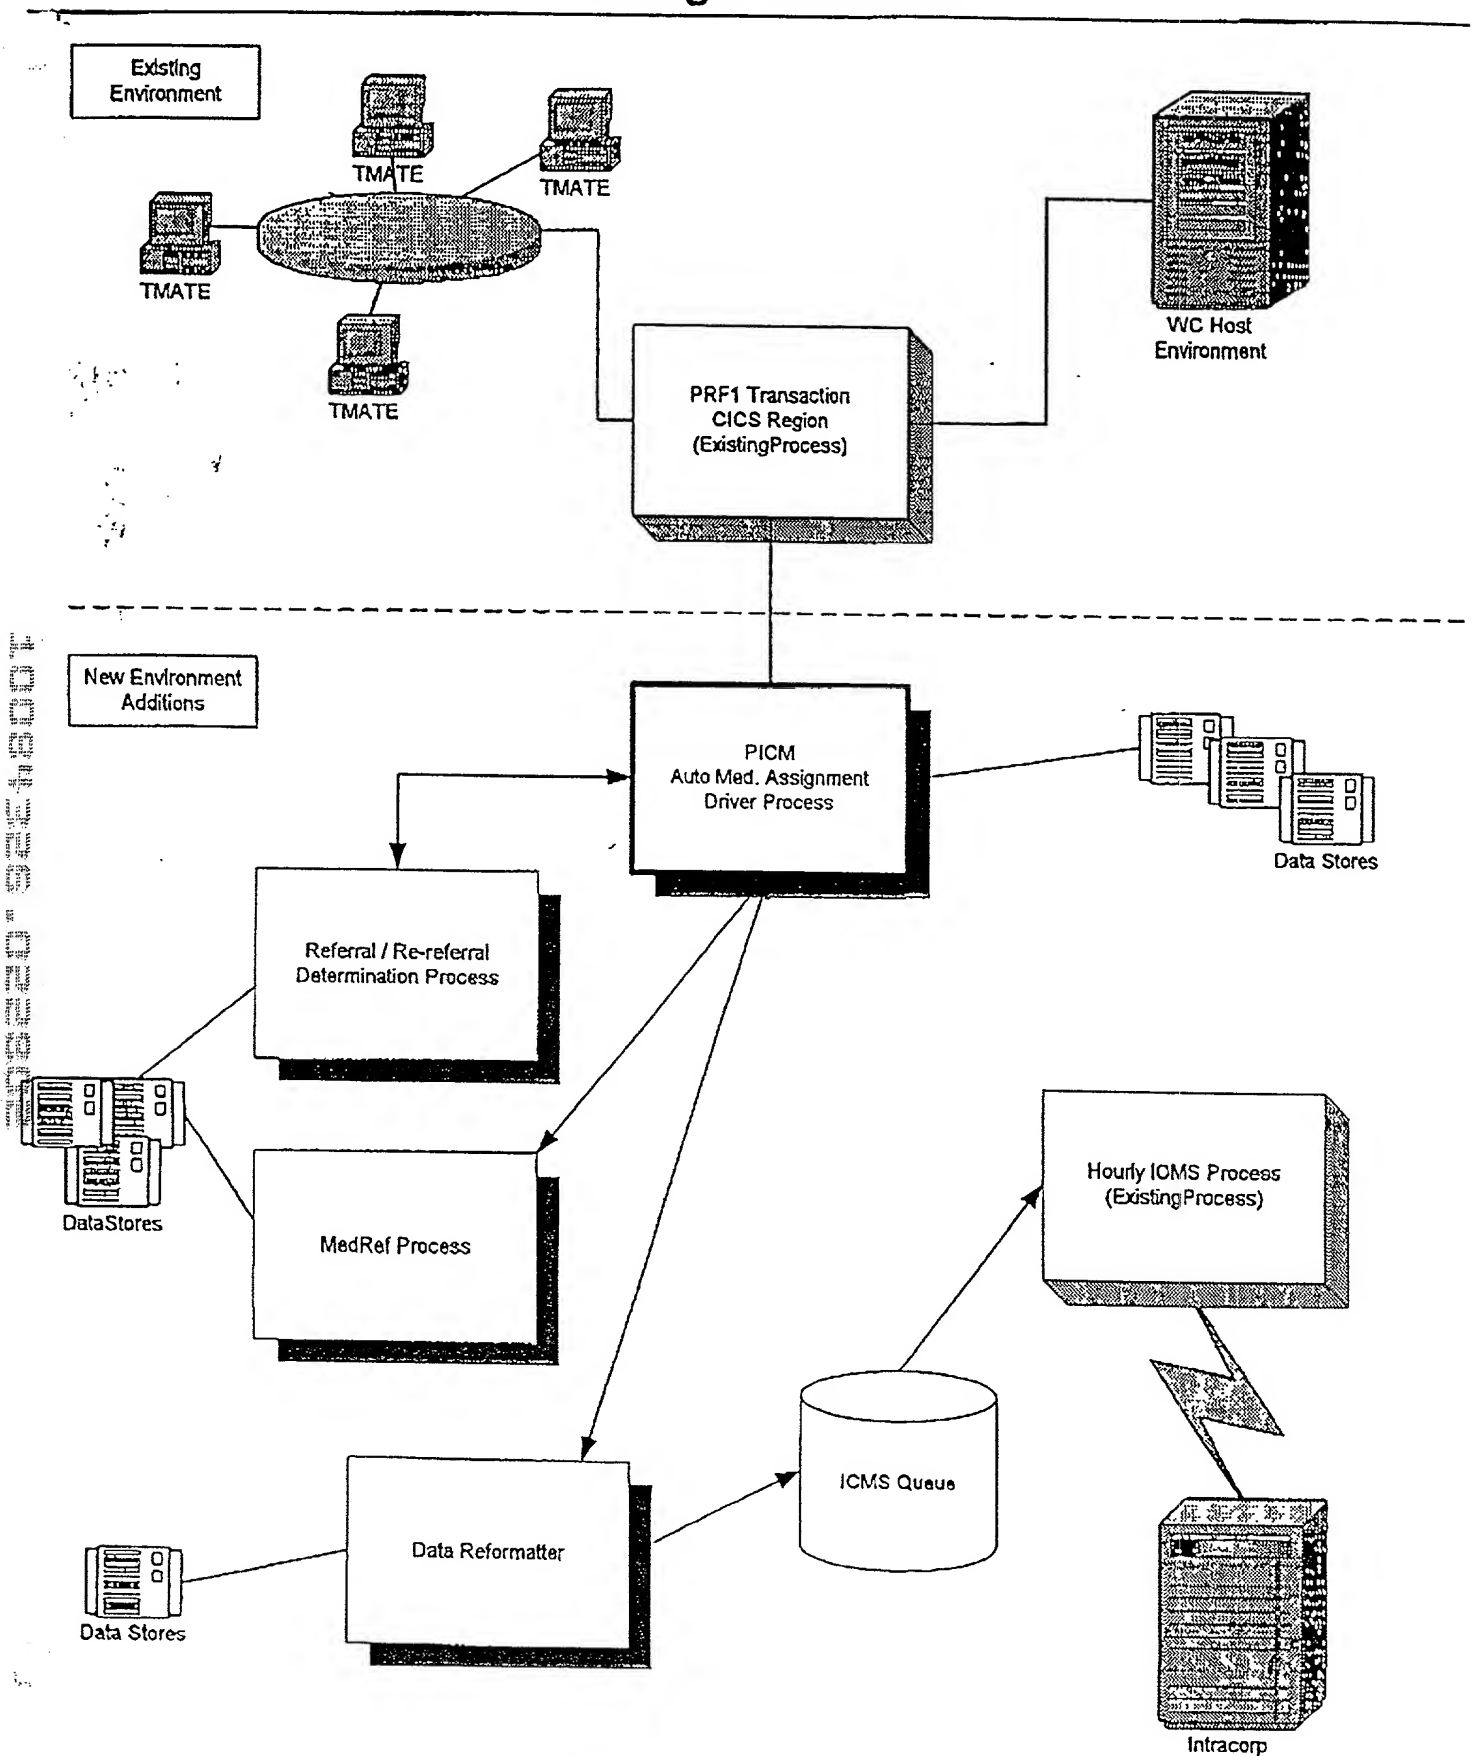 Existing
Environment
TMATE
TMATE
TMATE
TMATE
WC Host
Environment
PRF1 Transaction
CICS Region
(ExistingProcess)
New Environment
Additions
PICM
Auto Med. Assignment
Driver Process
Data Stores
Referral / Re-referral
Determination Process
DataStores
MedRef Process
Hourly ICMS Process
(ExistingProcess)
ICMS Queue
Data Reformatter
Data Stores
Intracorp